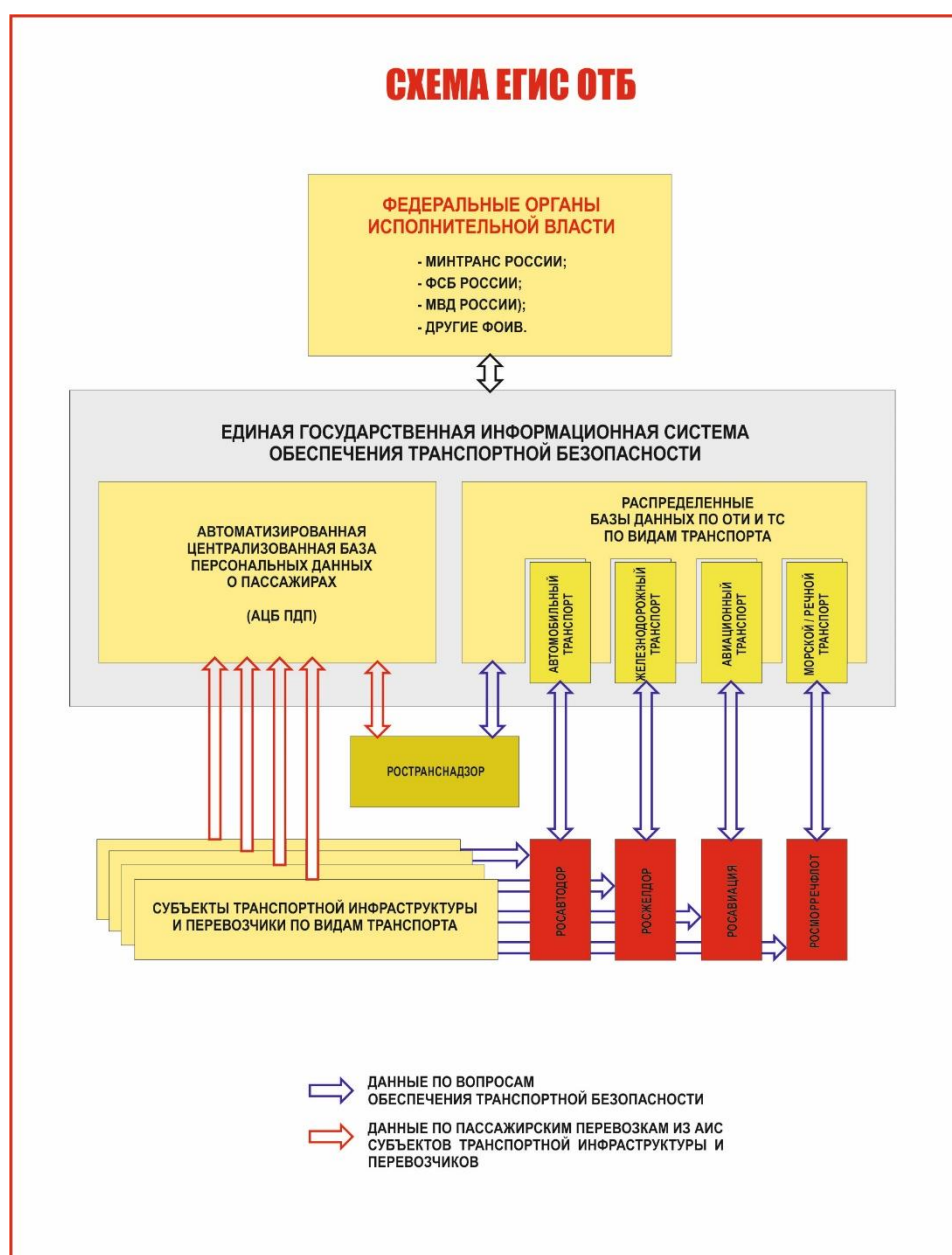 СХЕМА ЕГИС ОТБ
ФЕДЕРАЛЬНЫЕ ОРГАНЫ
ИСПОЛНИТЕЛЬНОЙ ВЛАСТИ
- МИНТРАНС РОССИИ;
- ФСБ РОССИИ;
- МВД РОССИИ);
- ДРУГИЕ ФОИВ.
ЕДИНАЯ ГОСУДАРСТВЕННАЯ ИНФОРМАЦИОННАЯ СИСТЕМА
ОБЕСПЕЧЕНИЯ ТРАНСПОРТНОЙ БЕЗОПАСНОСТИ
АВТОМАТИЗИРОВАННАЯ
ЦЕНТРАЛИЗОВАННАЯ БАЗА
ПЕРСОНАЛЬНЫХ ДАННЫХ
О ПАССАЖИРАХ
(АЦБ ПДП)
РАСПРЕДЕЛЕННЫЕ
БАЗЫ ДАННЫХ ПО ОТИ И ТС
ПО ВИДАМ ТРАНСПОРТА
АВТОМОБИЛЬНЫЙ
ТРАНСПОРТ
ЖЕЛЕЗНОДОРОЖНЫЙ
ТРАНСПОРТ
АВИАЦИОННЫЙ
ТРАНСПОРТ
МОРСКОЙ / РЕЧНОЙ
ТРАНСПОРТ
РОСТРАНСНАДЗОР
СУБЪЕКТЫ ТРАНСПОРТНОЙ ИНФРАСТРУКТУРЫ
И ПЕРЕВОЗЧИКИ ПО ВИДАМ ТРАНСПОРТА
РОСАВТОДОР
РОСЖЕЛДОР
РОСАВИАЦИЯ
РОСМОРРЕЧФЛОТ
ДАННЫЕ ПО ВОПРОСАМ
ОБЕСПЕЧЕНИЯ ТРАНСПОРТНОЙ БЕЗОПАСНОСТИ
ДАННЫЕ ПО ПАССАЖИРСКИМ ПЕРЕВОЗКАМ ИЗ АИС
СУБЪЕКТОВ ТРАНСПОРТНОЙ ИНФРАСТРУКТУРЫ И
ПЕРЕВОЗЧИКОВ